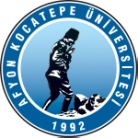 AFYON KOCATEPE ÜNİVERSİTESİ
1992